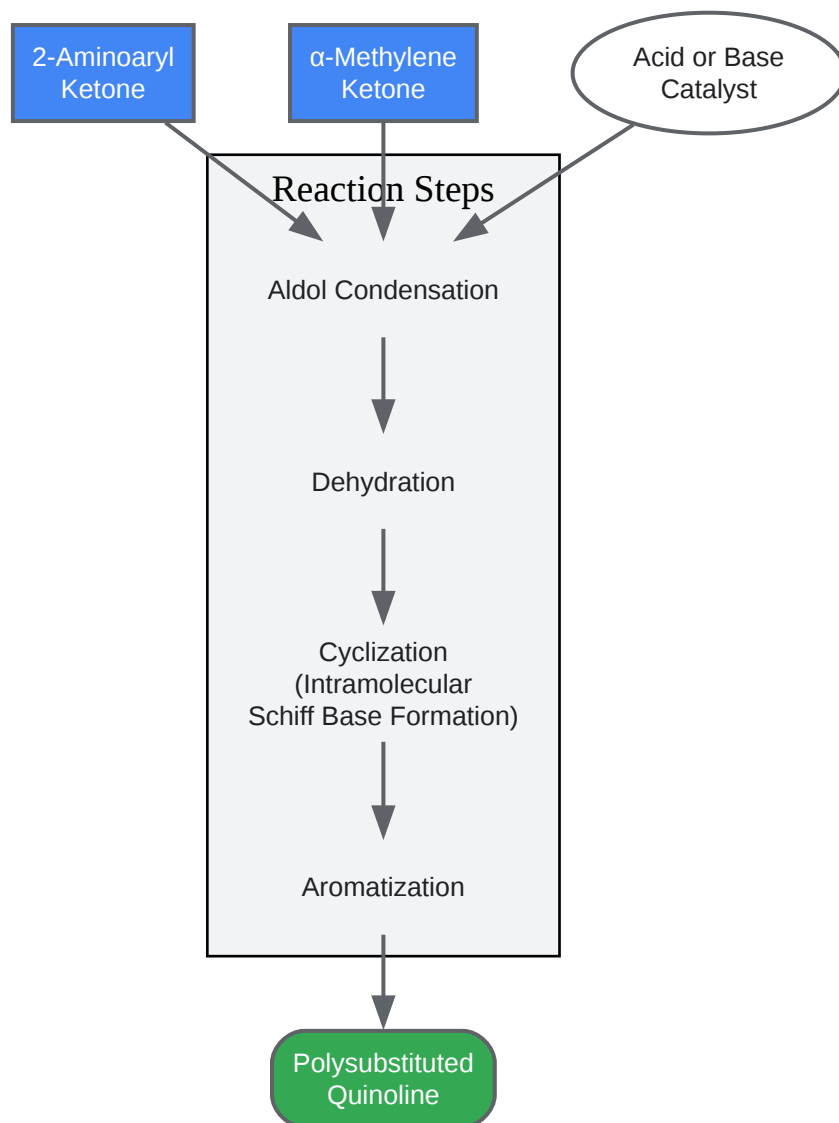 2-Aminoaryl
Ketone
α-Methylene
Ketone
Acid or Base
Catalyst
Reaction Steps
Aldol Condensation
Dehydration
Cyclization
(Intramolecular
Schiff Base Formation)
Aromatization
Polysubstituted
Quinoline